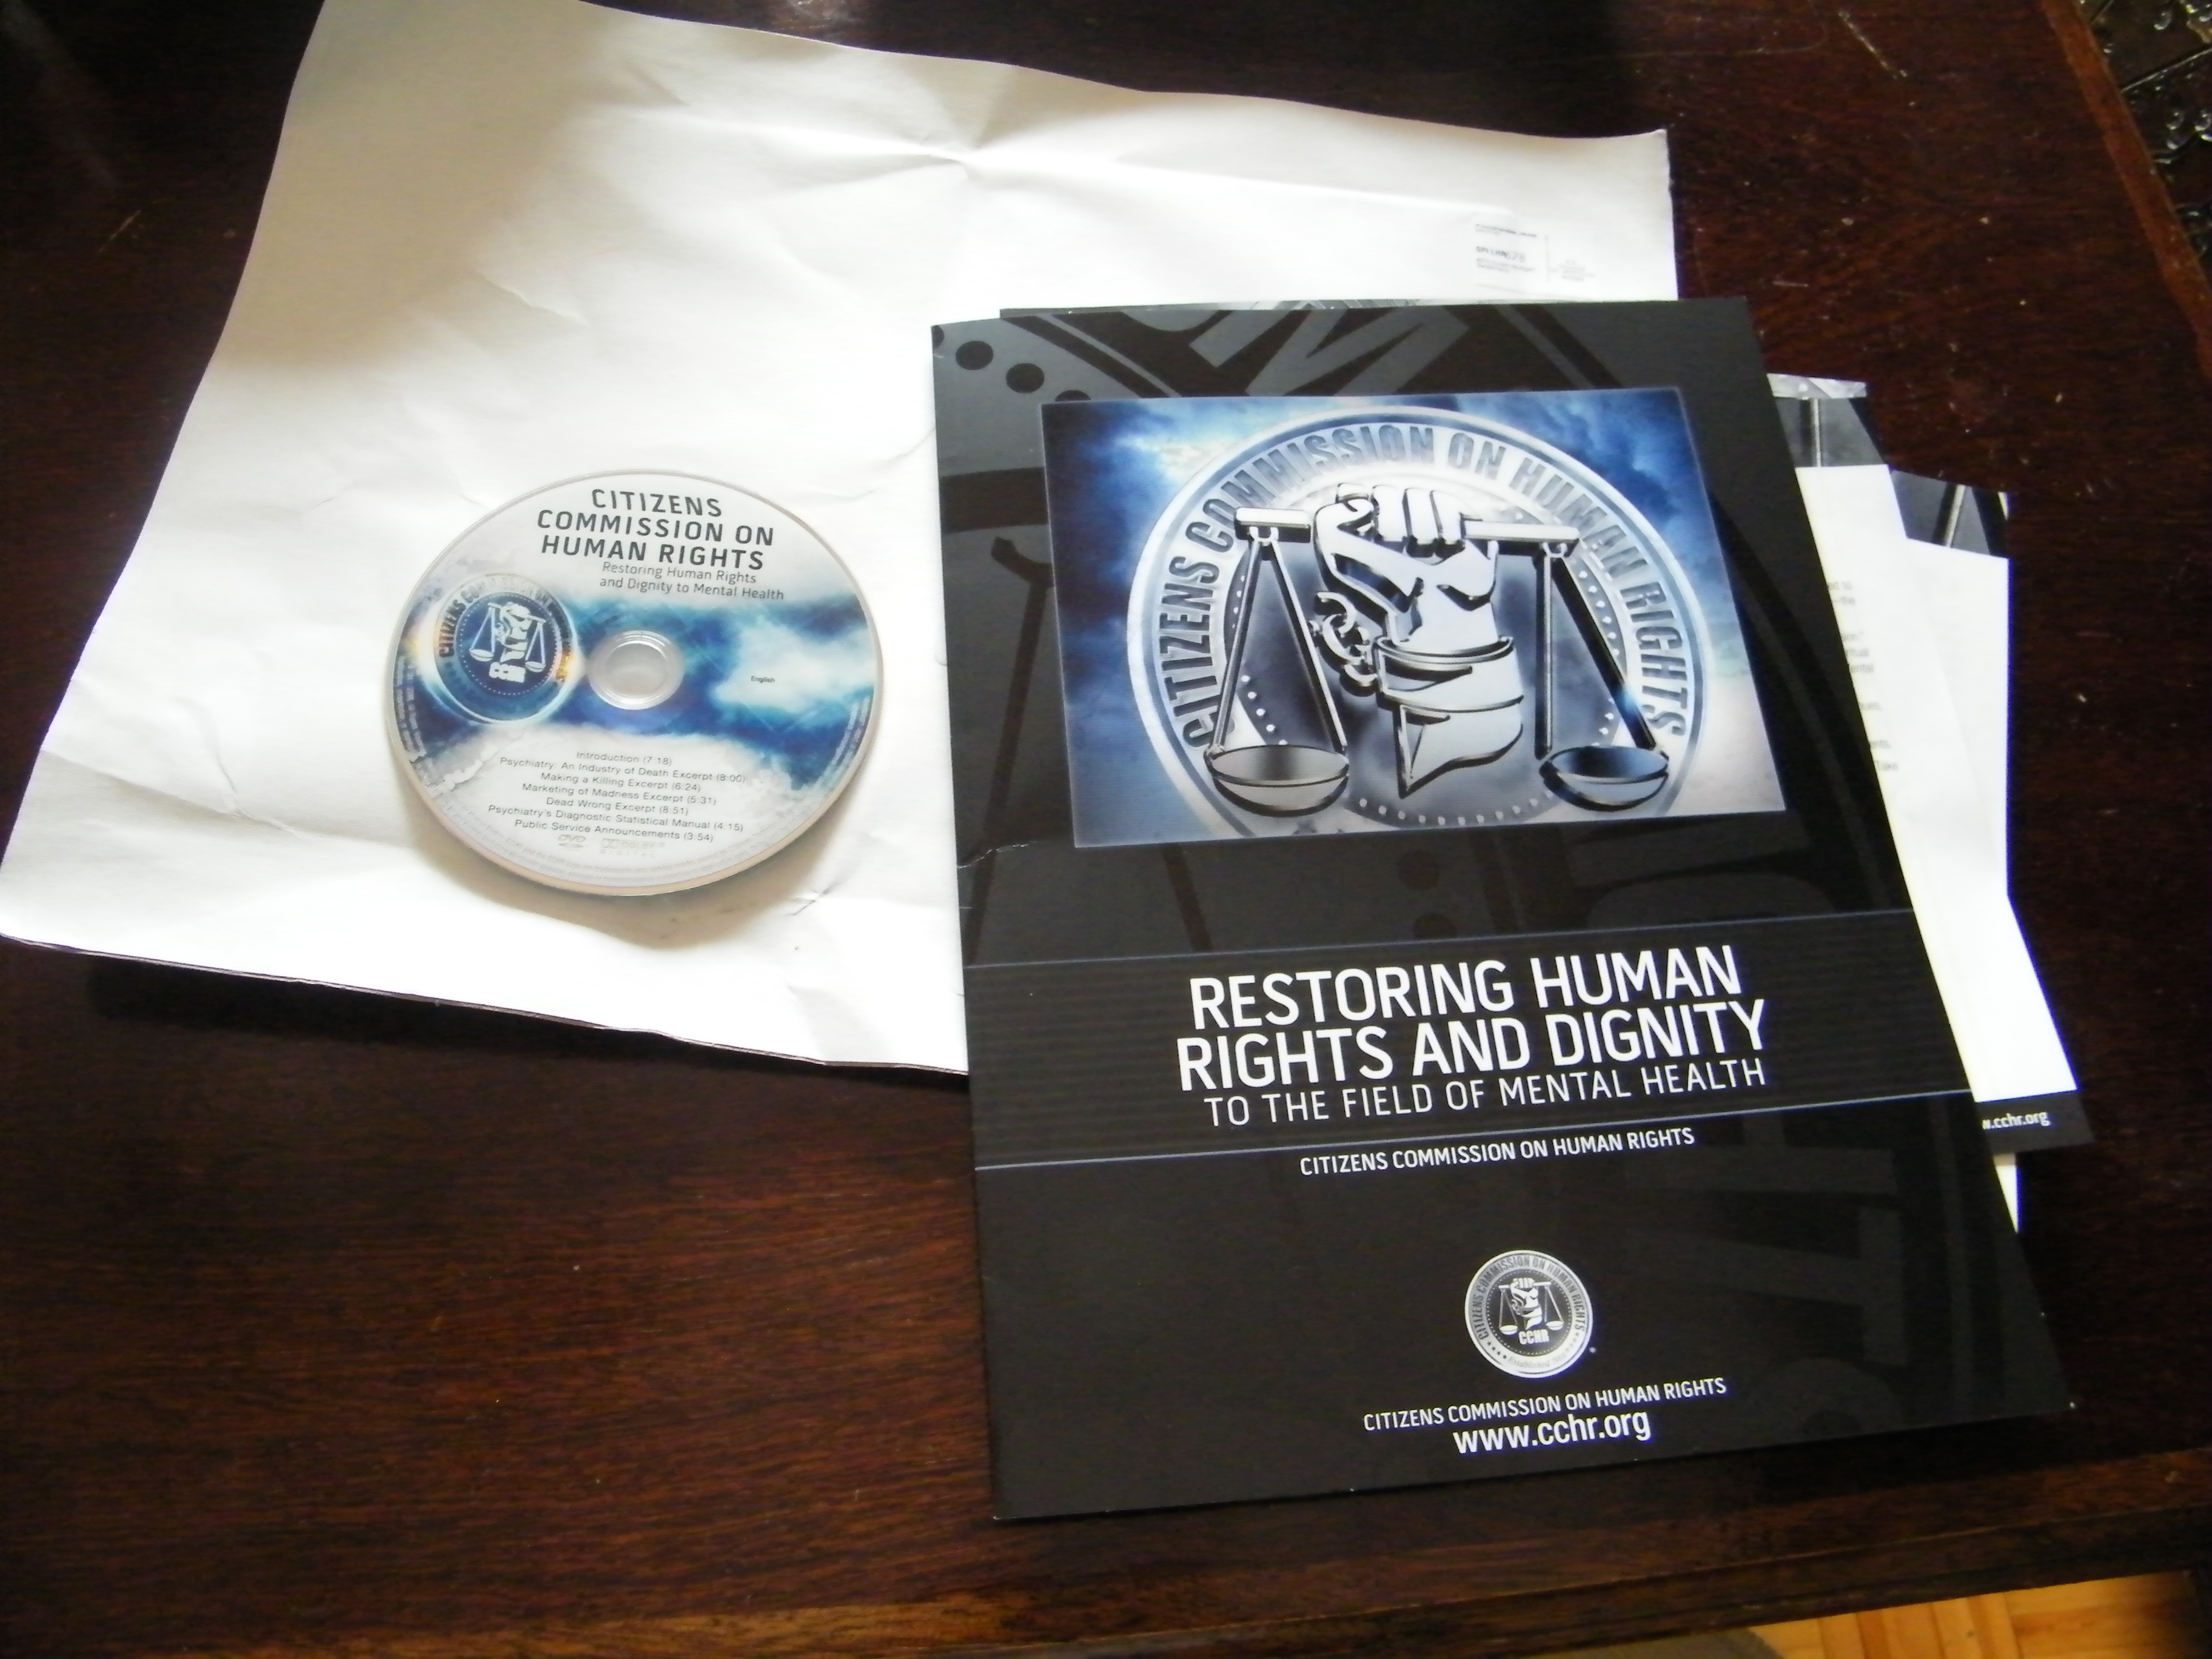 CITIZENS
COMMISSION ON
HUMAN RIGHTS
Restoring Human Rights
and Dignity to Mental Health
English
Introduction (7:18)
Psychiatry: An Industry of Death Excerpt (8:00)
Making a Killing Excerpt (6:24)
Marketing of Madness Excerpt (5:31)
Dead Wrong Excerpt (8:51)
Psychiatry's Diagnostic Statistical Manual (4:15)
Public Service Announcements (3:54)
DVD
CITIZENS COMMISSION ON HUMAN RIGHTS
RESTORING HUMAN
RIGHTS AND DIGNITY
TO THE FIELD OF MENTAL HEALTH
CITIZENS COMMISSION ON HUMAN RIGHTS
CITIZENS COMMISSION ON HUMAN RIGHTS
CCHR
CITIZENS COMMISSION ON HUMAN RIGHTS
www.cchr.org
w.cchr.org